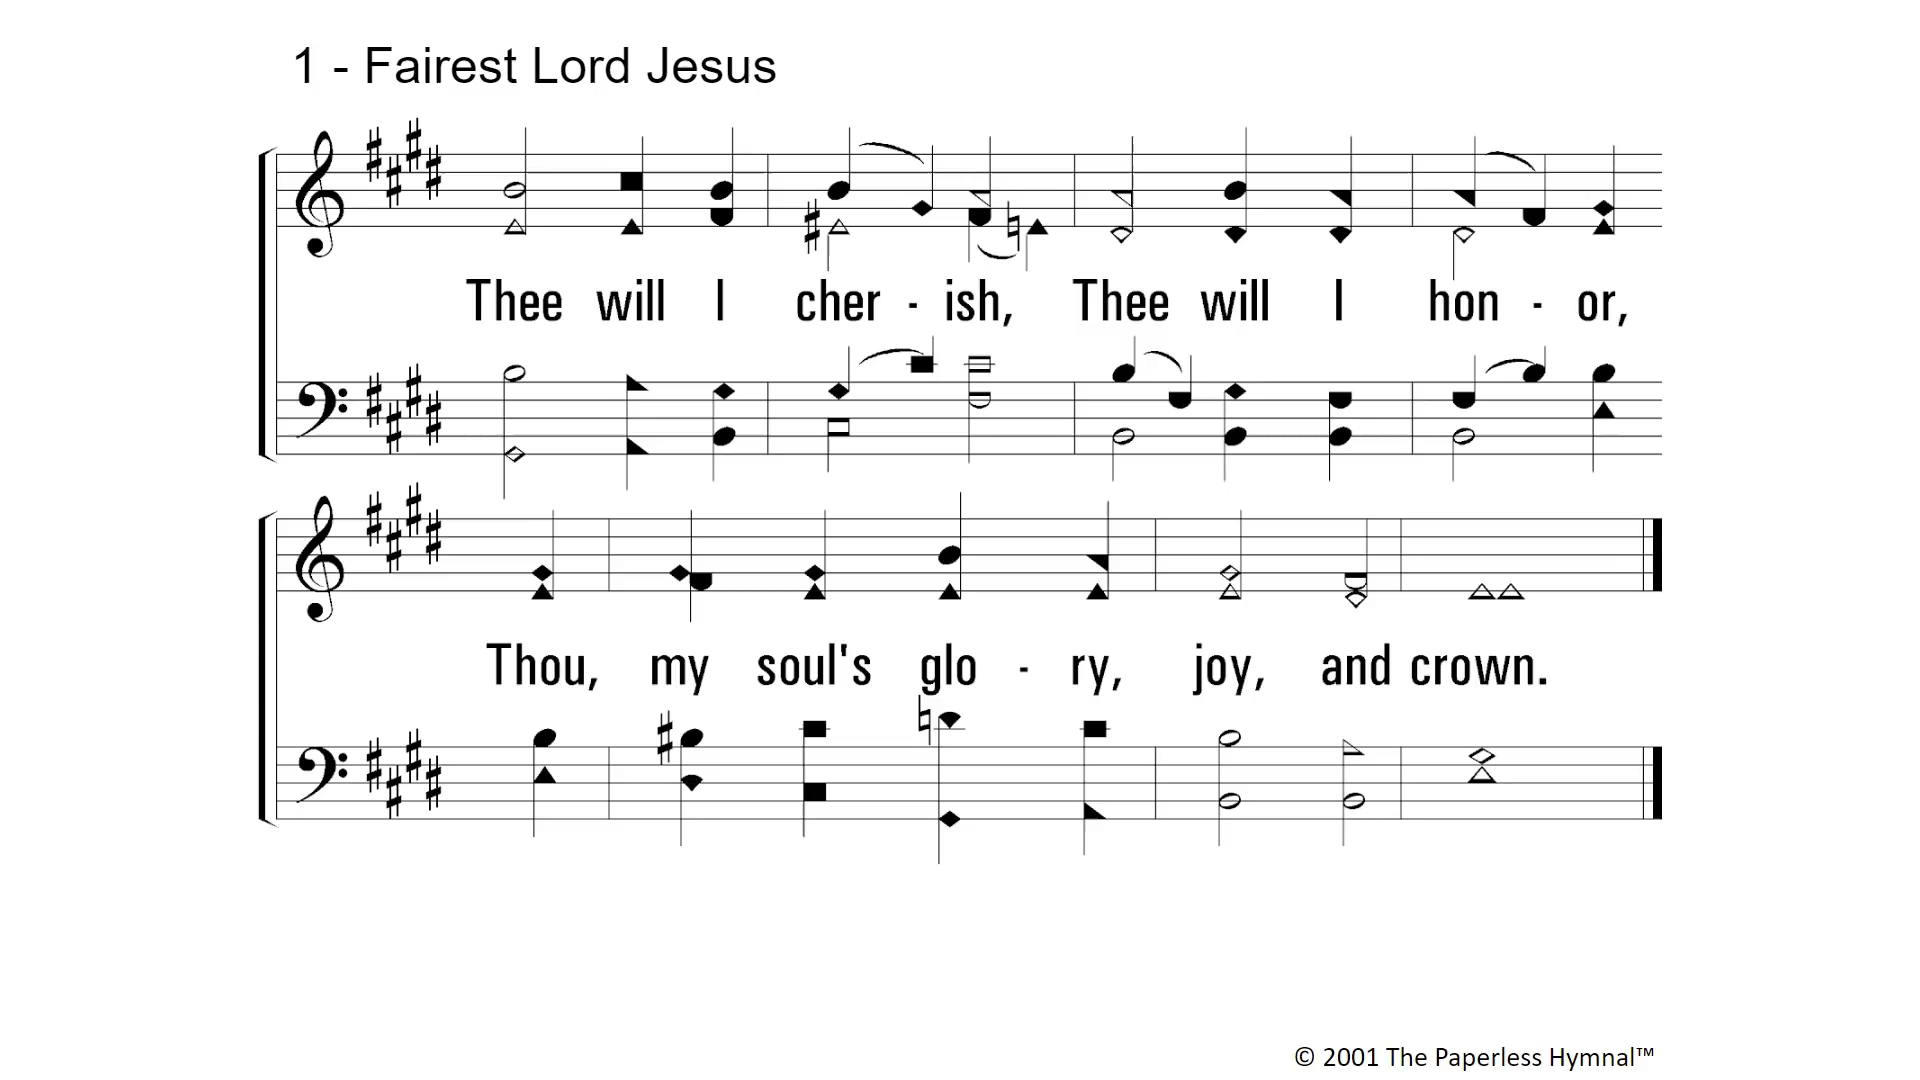 1 - Fairest Lord Jesus
Thee will I cher - ish, Thee will I hon - or,
Thou, my soul's glo - ry, joy, and crown.
© 2001 The Paperless Hymnal™